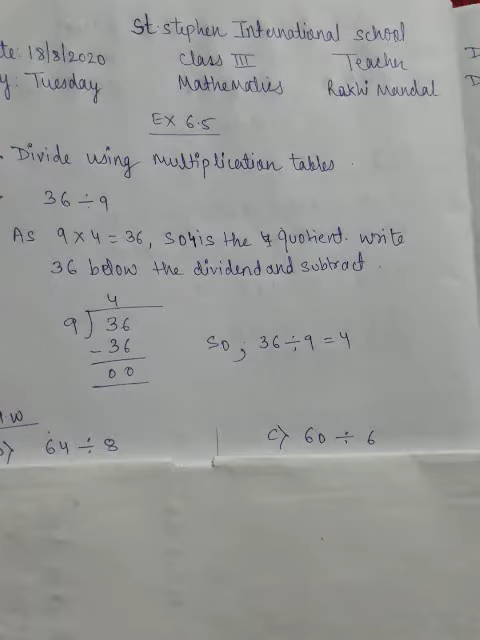 St. stephen International school
te: 18/8/2020 Class III Teacher
y: Tuesday Mathematics Rakhi Mandal
EX 6.5
Divide using multiplication tables.
36 ÷ 9
As 9 x 4 = 36, So 4 is the quotient. write
36 below the dividend and subtract.
4
9 ) 36
- 36
00
So, 36 ÷ 9 = 4
.W
) 64 ÷ 8
c) 60 ÷ 6